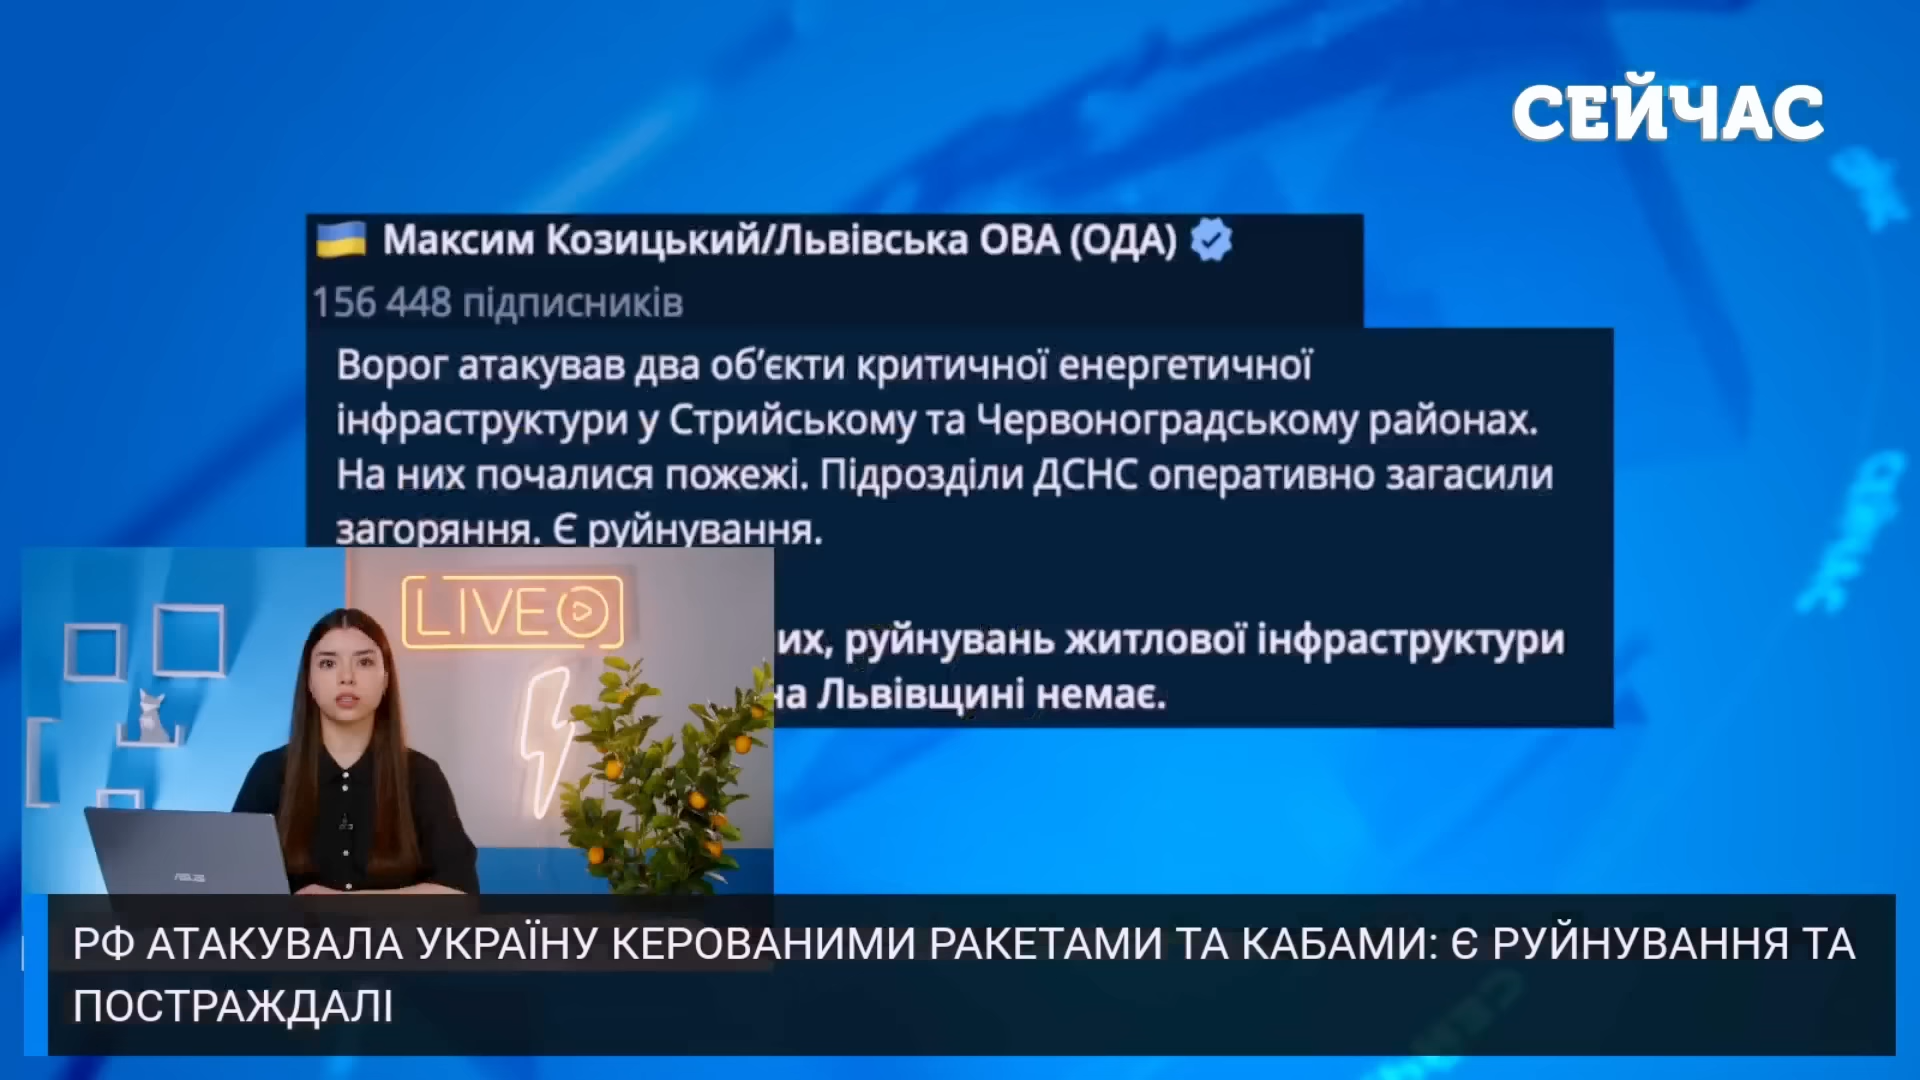 СЕЙЧАС
Максим Козицький/Львівська ОВА (ОДА)
156 448 підписників
Ворог атакував два об’єкти критичної енергетичної
інфраструктури у Стрийському та Червоноградському районах.
На них почалися пожежі. Підрозділи ДСНС оперативно загасили
загоряння. Є руйнування.
руйнувань житлової інфраструктури
на Львівщині немає.
LIVE
ASUS
РФ АТАКУВАЛА УКРАЇНУ КЕРОВАНИМИ РАКЕТАМИ ТА КАБАМИ: Є РУЙНУВАННЯ ТА
ПОСТРАЖДАЛІ